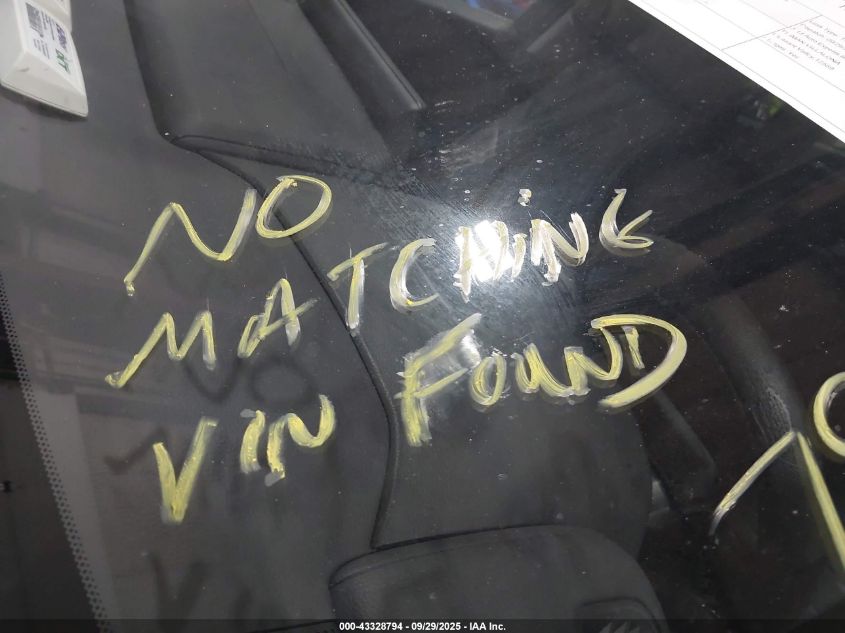 NO
MATCHING
VIN FOUND
000-43328794 - 09/29/2025 - IAA Inc.